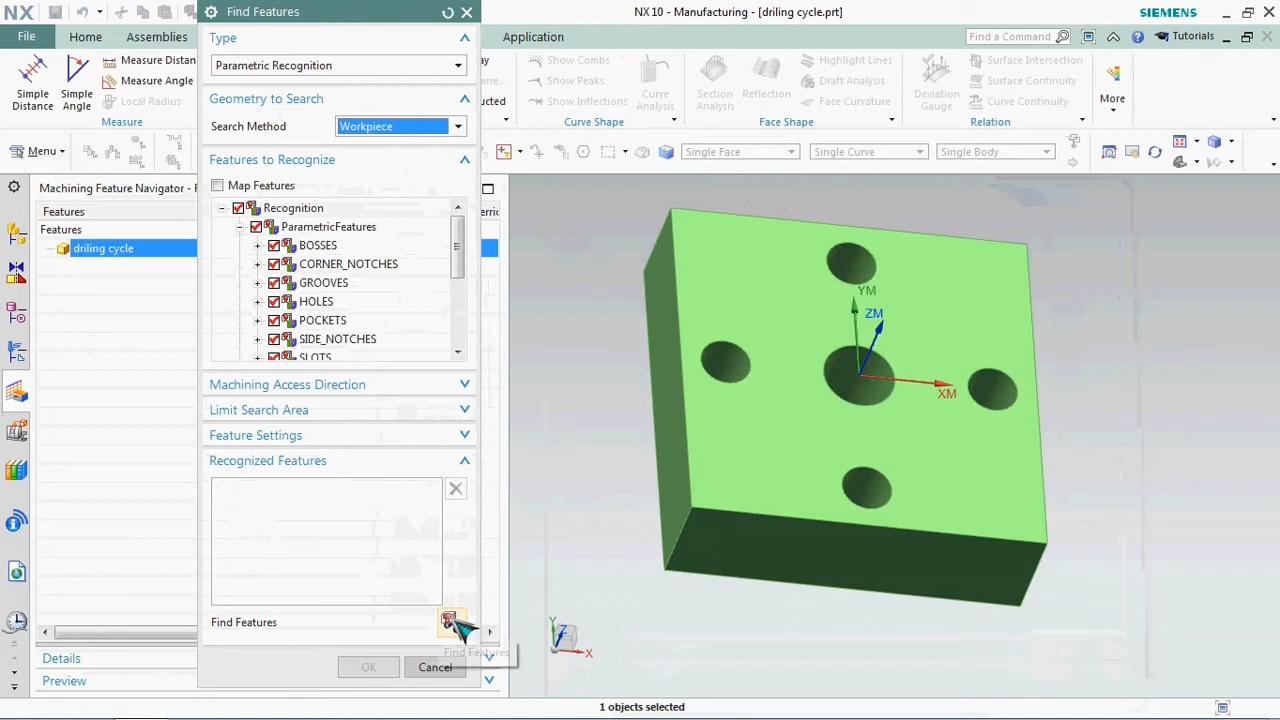 NX
Find Features
NX 10 - Manufacturing - [driling cycle.prt]
SIEMENS
File
Home
Assemblies
Application
Find a Command
Tutorials
Type
Parametric Recognition
Geometry to Search
Search Method
Workpiece
Features to Recognize
Map Features
Recognition
ParametricFeatures
BOSSES
CORNER_NOTCHES
GROOVES
HOLES
POCKETS
SIDE_NOTCHES
SLOTS
Machining Access Direction
Limit Search Area
Feature Settings
Recognized Features
Find Features
OK
Cancel
Find Features
Simple
Distance
Simple
Angle
Measure Distan
Measure Angle
Local Radius
Measure
Show Combs
Show Peaks
Show Inflections
Curve
Analysis
Curve Shape
Section
Analysis
Reflection
Highlight Lines
Draft Analysis
Face Curvature
Face Shape
Deviation
Gauge
Surface Intersection
Surface Continuity
Curve Continuity
Relation
More
Menu
Single Face
Single Curve
Single Body
Machining Feature Navigator -
Features
Features
driling cycle
Details
Preview
YM
ZM
XM
Y
Z
X
1 objects selected